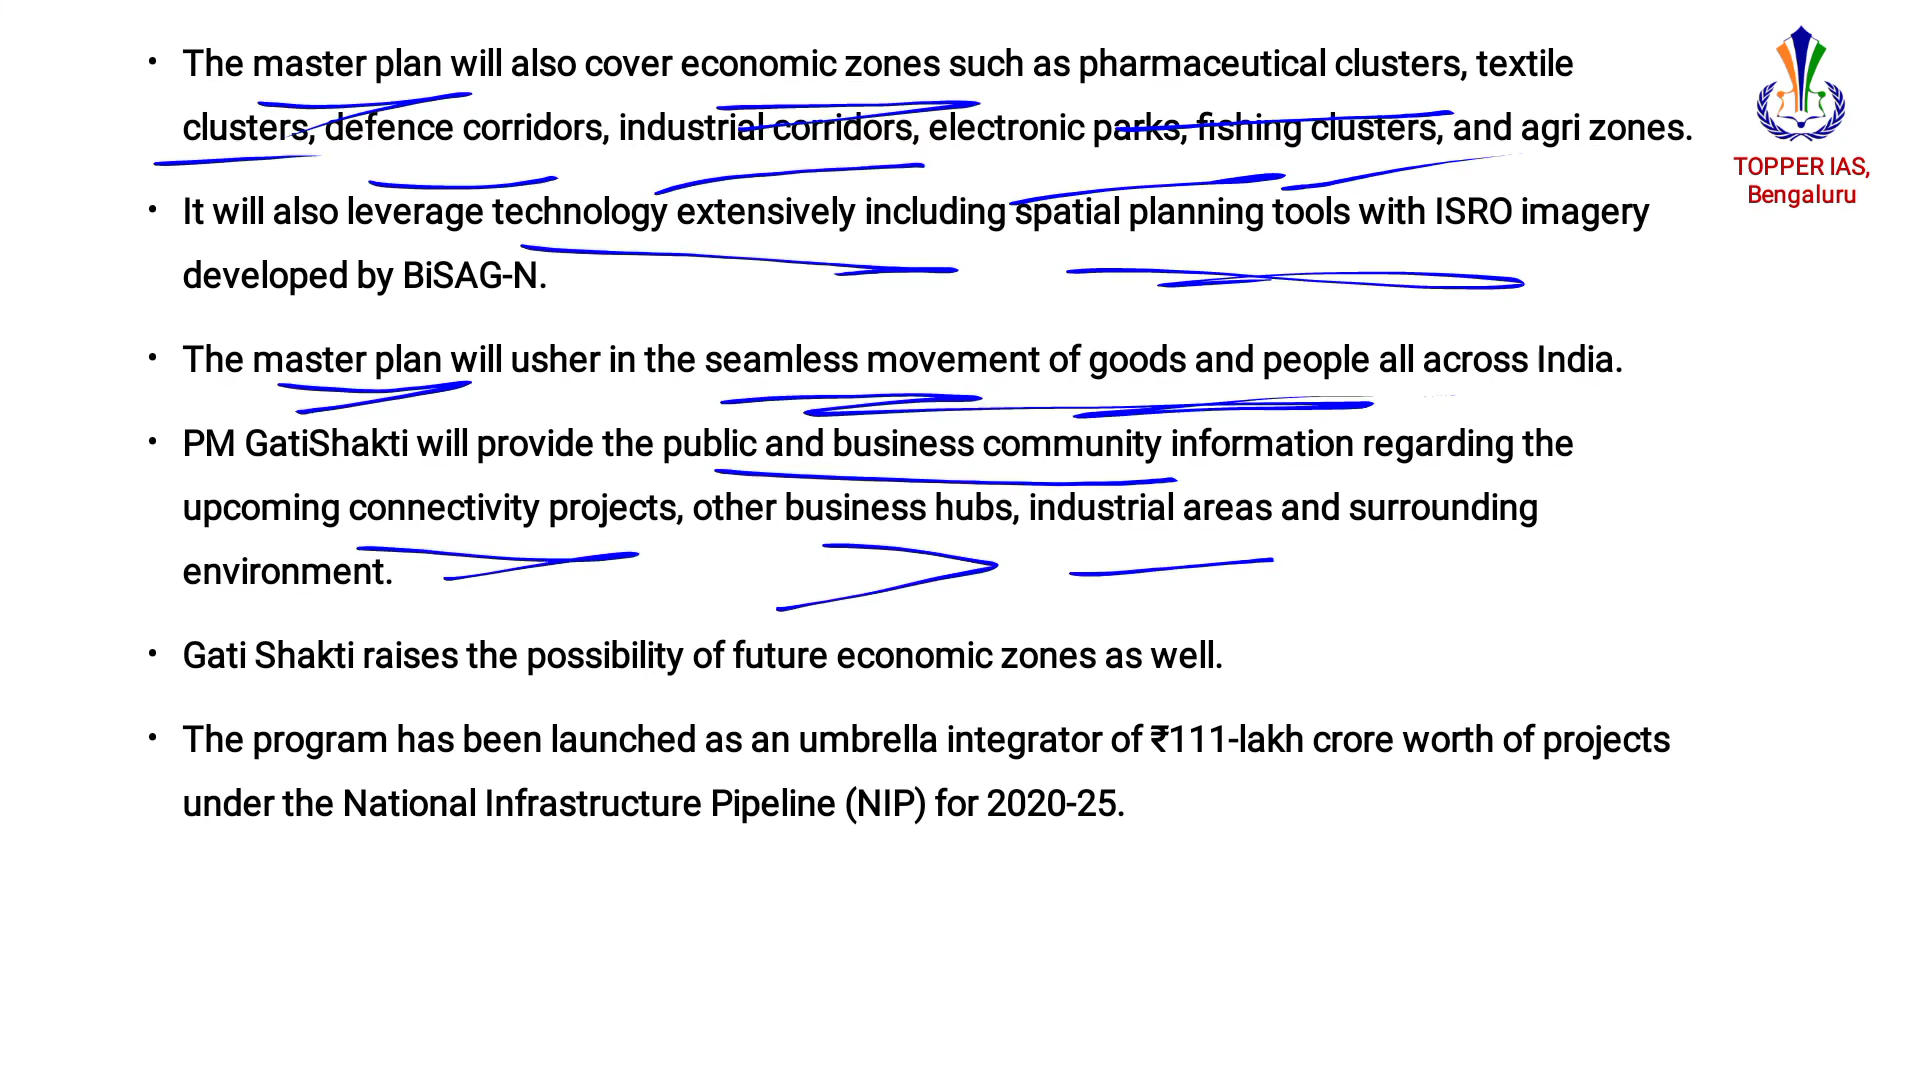 • The master plan will also cover economic zones such as pharmaceutical clusters, textile
clusters, defence corridors, industrial corridors, electronic parks, fishing clusters, and agri zones.
• It will also leverage technology extensively including spatial planning tools with ISRO imagery
developed by BiSAG-N.
• The master plan will usher in the seamless movement of goods and people all across India.
• PM GatiShakti will provide the public and business community information regarding the
upcoming connectivity projects, other business hubs, industrial areas and surrounding
environment.
• Gati Shakti raises the possibility of future economic zones as well.
• The program has been launched as an umbrella integrator of ₹111-lakh crore worth of projects
under the National Infrastructure Pipeline (NIP) for 2020-25.
TOPPER IAS,
Bengaluru